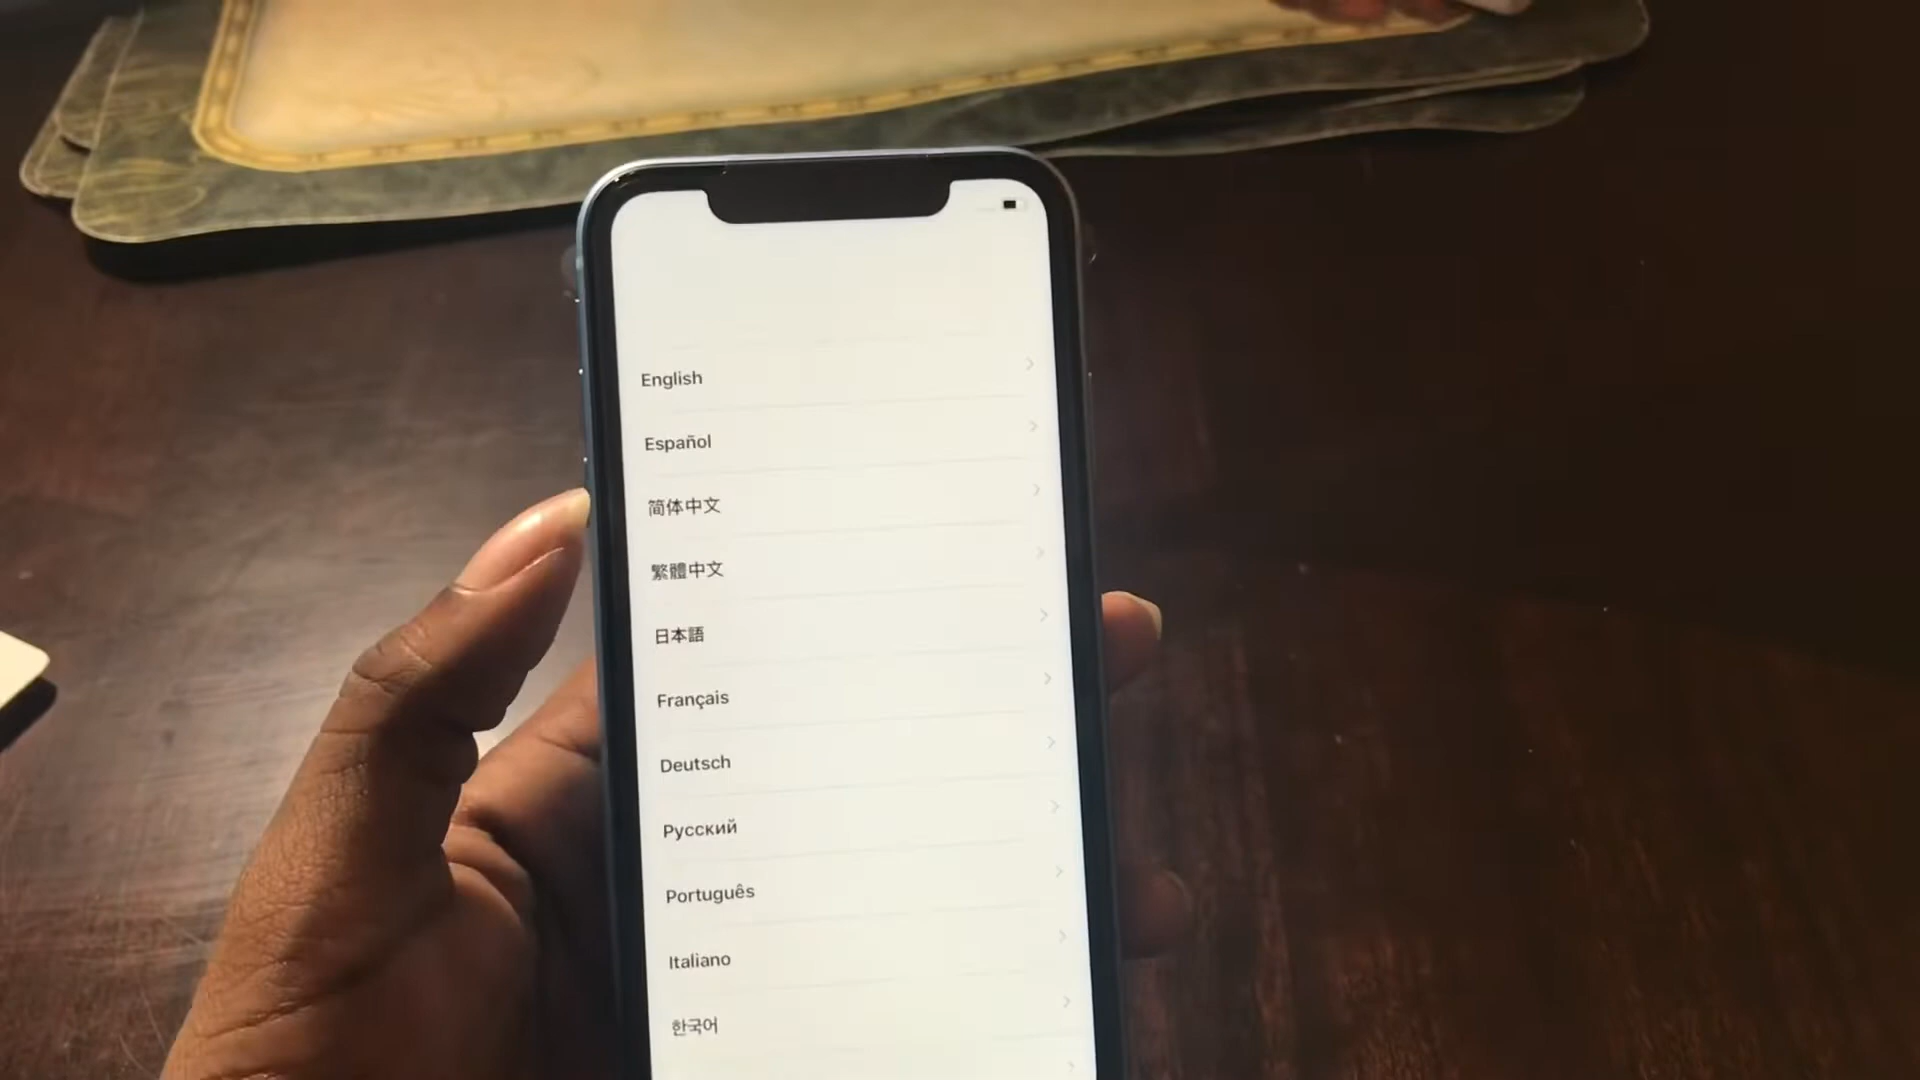 English
Español
简体中文
繁體中文
日本語
Français
Deutsch
Русский
Português
Italiano
한국어